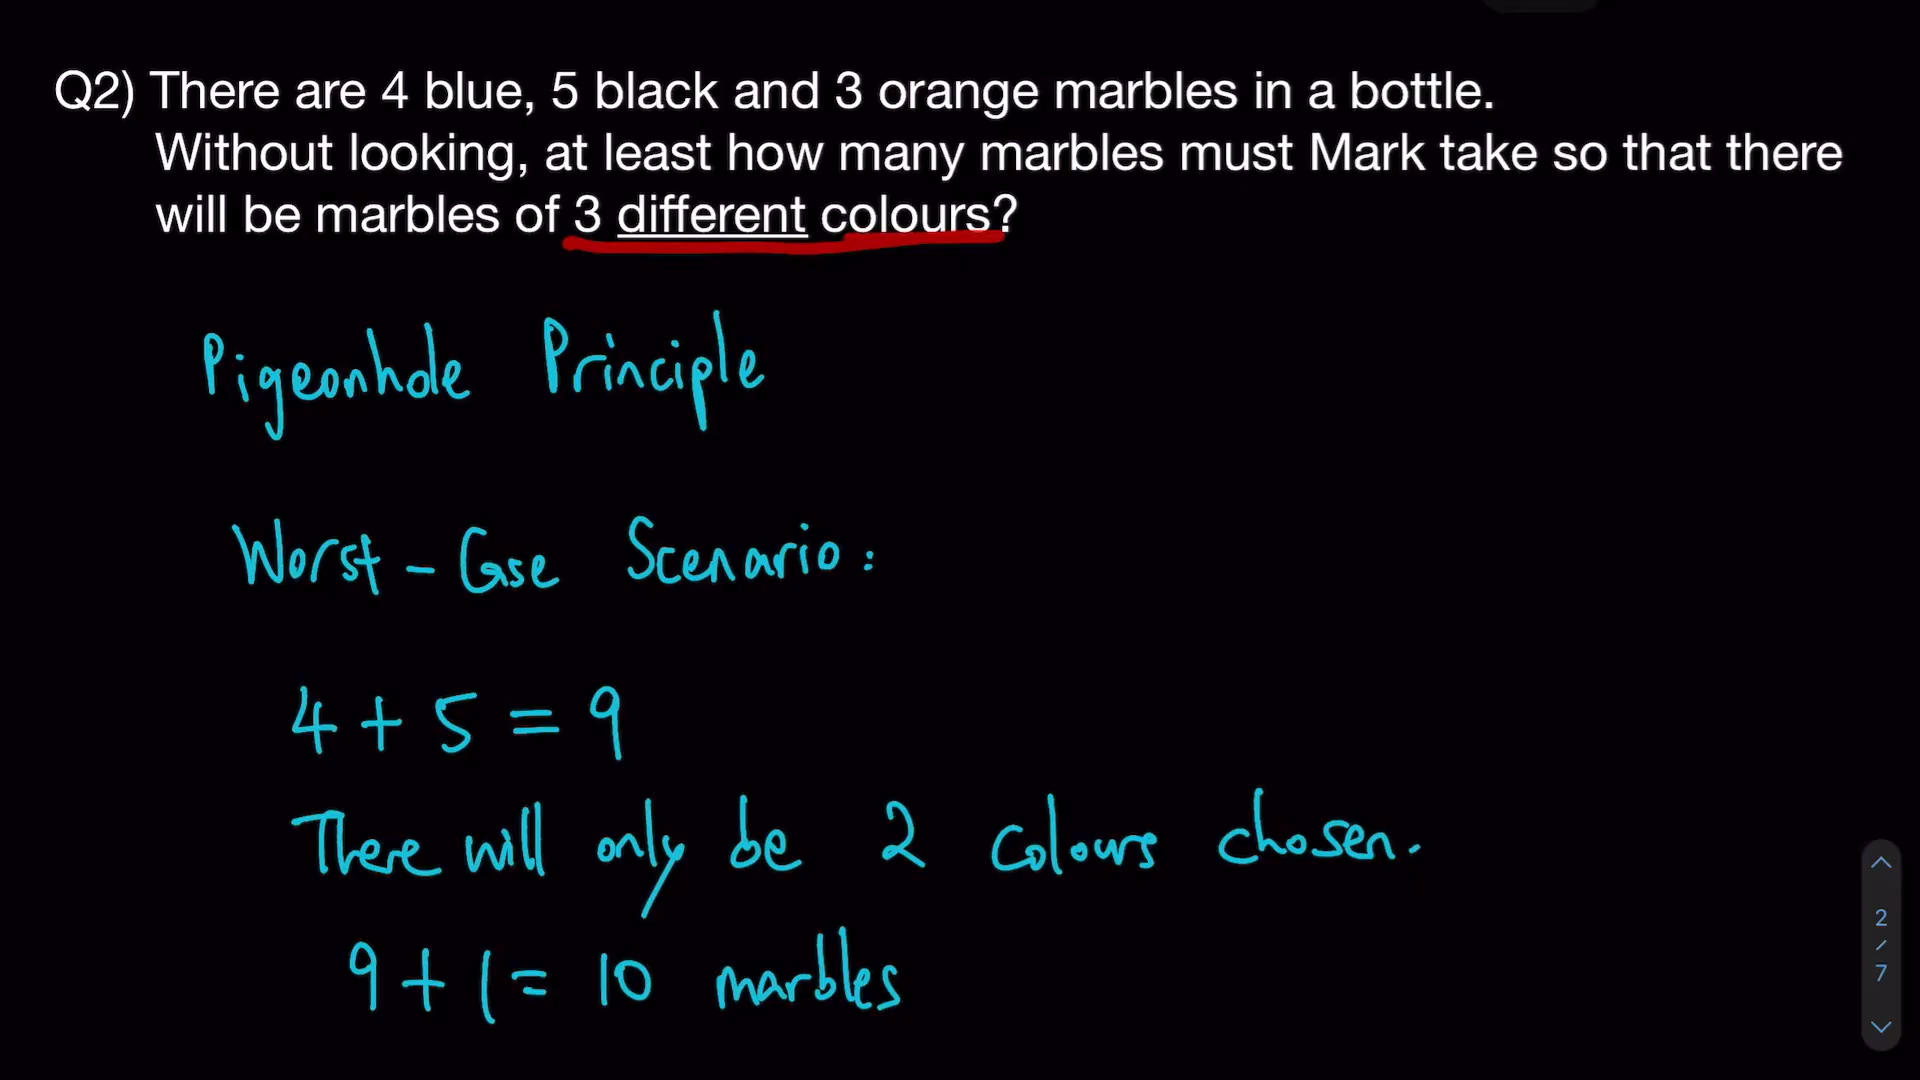 Q2) There are 4 blue, 5 black and 3 orange marbles in a bottle.
Without looking, at least how many marbles must Mark take so that there
will be marbles of 3 different colours?
Pigeonhole Principle
Worst-Case Scenario:
4 + 5 = 9
There will only be 2 colours chosen.
9 + 1 = 10 marbles
2
/
7